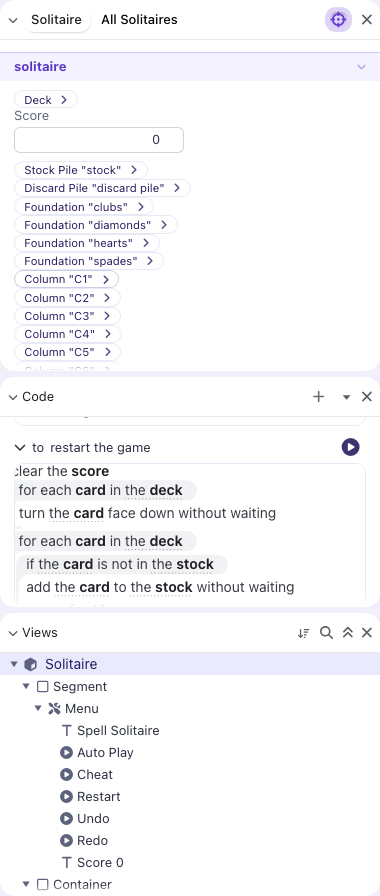 Solitaire All Solitaires
solitaire
Deck
Score
0
Stock Pile "stock"
Discard Pile "discard pile"
Foundation "clubs"
Foundation "diamonds"
Foundation "hearts"
Foundation "spades"
Column "C1"
Column "C2"
Column "C3"
Column "C4"
Column "C5"
Code
to restart the game
clear the score
for each card in the deck
turn the card face down without waiting
for each card in the deck
if the card is not in the stock
add the card to the stock without waiting
Views
Solitaire
Segment
Menu
Spell Solitaire
Auto Play
Cheat
Restart
Undo
Redo
Score 0
Container